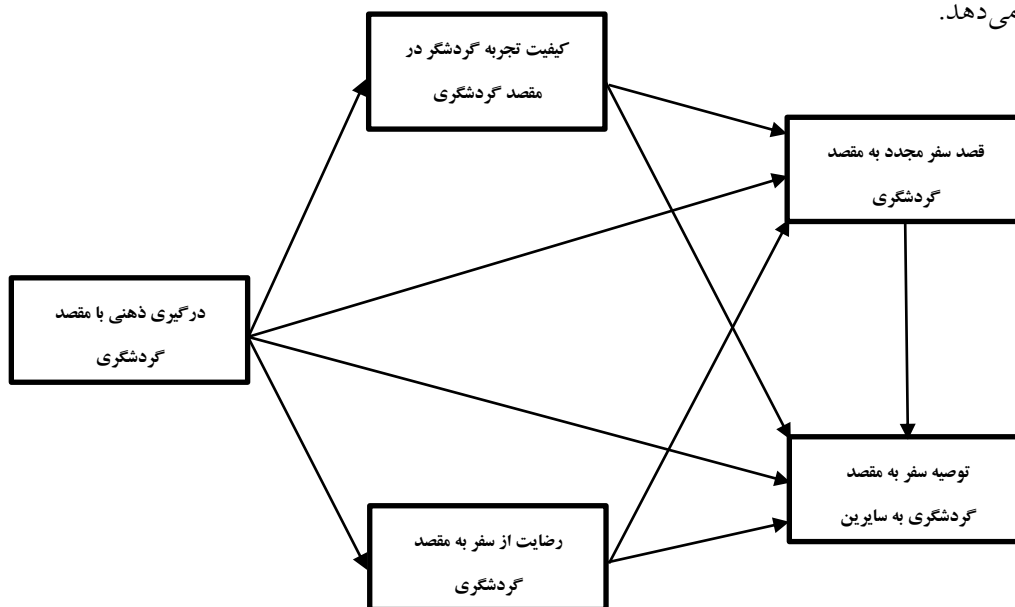 می‌دهد.
کیفیت تجربه گردشگر در
مقصد گردشگری
قصد سفر مجدد به مقصد
گردشگری
درگیری ذهنی با مقصد
گردشگری
توصیه سفر به مقصد
گردشگری به سایرین
رضایت از سفر به مقصد
گردشگری